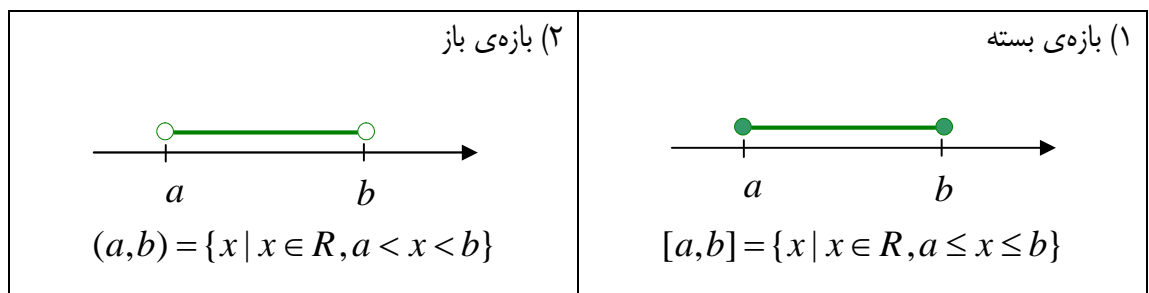 ۱) بازه‌ی بسته
a b
[a,b] = {x | x ∈ R, a ≤ x ≤ b}
۲) بازه‌ی باز
a b
(a,b) = {x | x ∈ R, a < x < b}